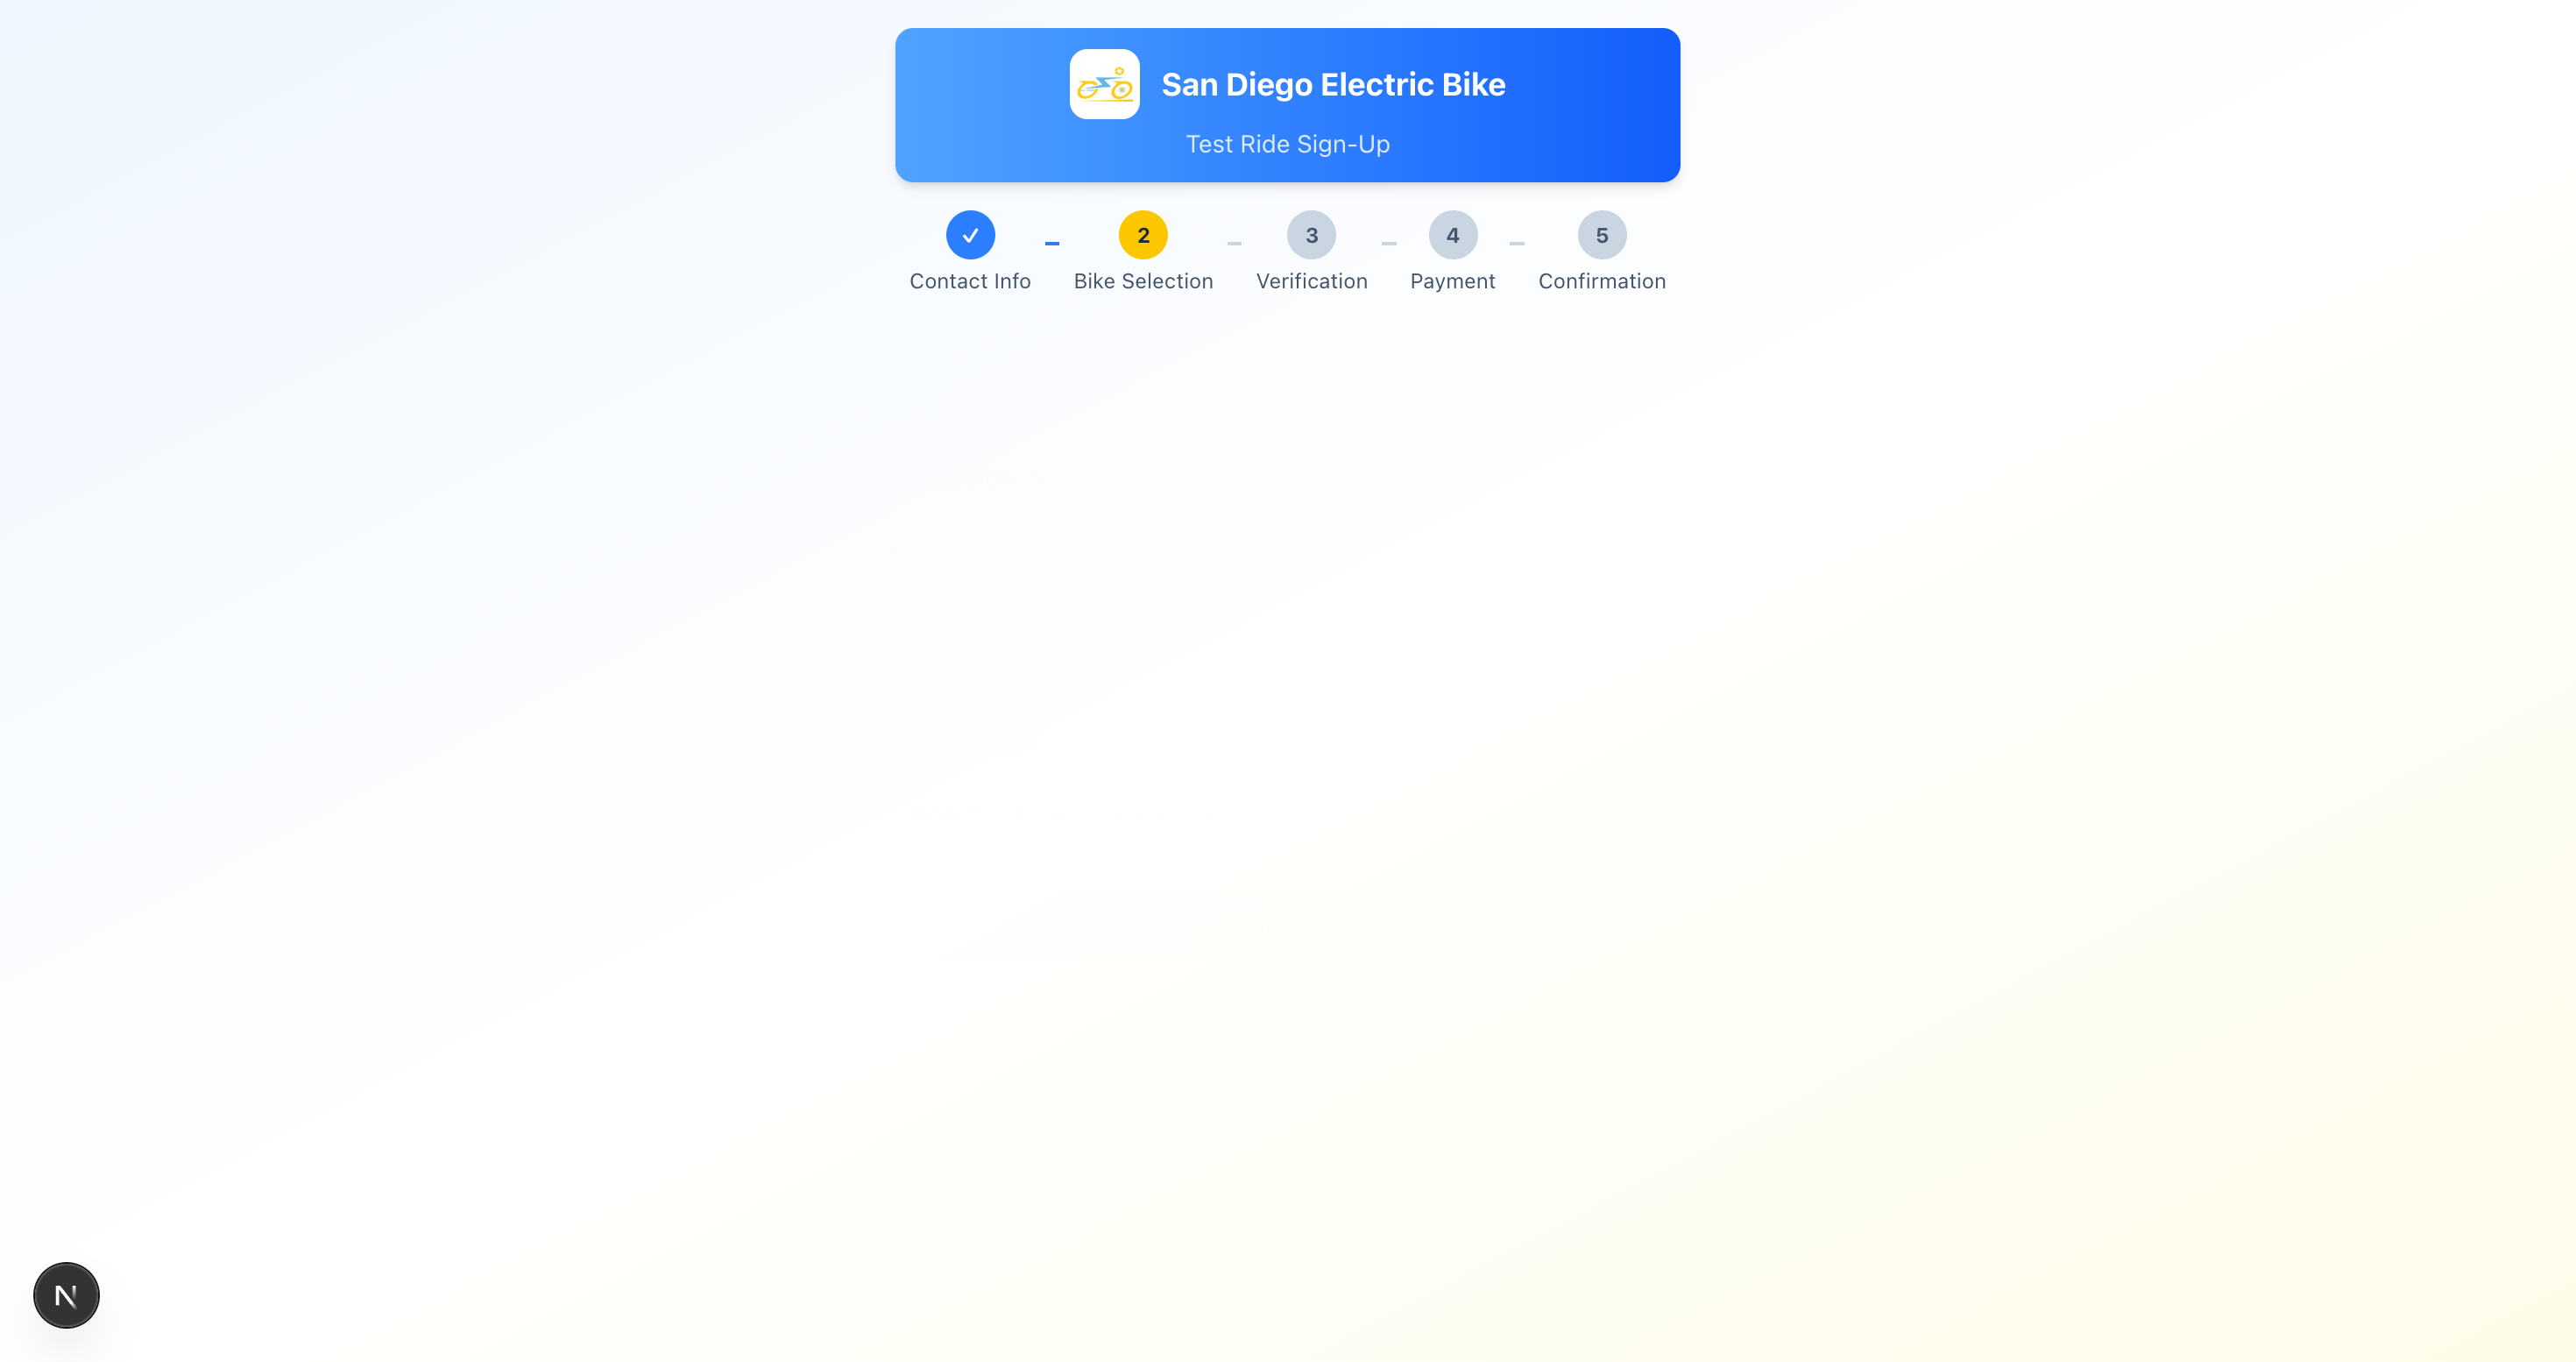 San Diego Electric Bike
Test Ride Sign-Up
2
3
4
5
Contact Info
Bike Selection
Verification
Payment
Confirmation
N